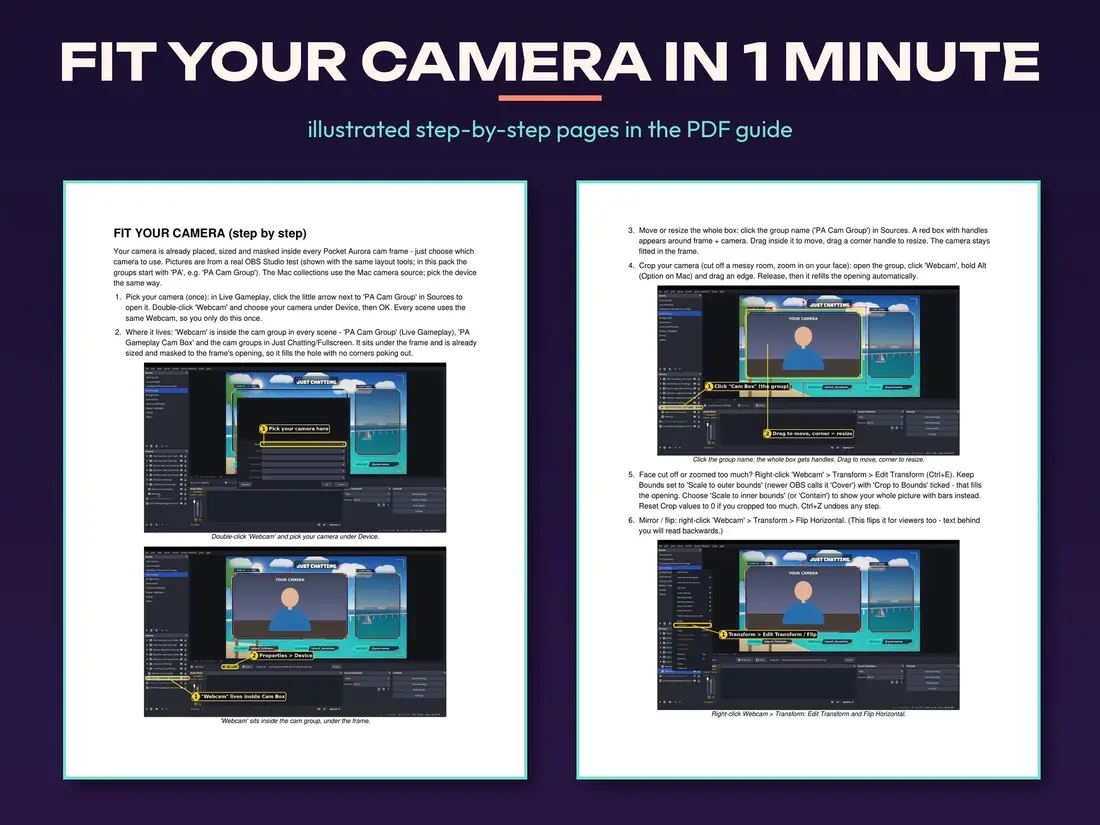 FIT YOUR CAMERA IN 1 MINUTE
illustrated step-by-step pages in the PDF guide
FIT YOUR CAMERA (step by step)
Your camera is already placed, sized and masked inside every Pocket Aurora cam frame - just choose which
camera to use. Pictures are from a real OBS Studio test (shown with the same layout tools; in this pack the
groups start with 'PA', e.g. 'PA Cam Group'). The Mac collections use the Mac camera source; pick the device
the same way.
1. Pick your camera (once): in Live Gameplay, click the little arrow next to 'PA Cam Group' in Sources to
open it. Double-click 'Webcam' and choose your camera under Device, then OK. Every scene uses the
same Webcam, so you only do this once.
2. Where it lives: 'Webcam' is inside the cam group in every scene - 'PA Cam Group' (Live Gameplay), 'PA
Gameplay Cam Box' and the cam groups in Just Chatting/Fullscreen. It sits under the frame and is already
sized and masked to the frame's opening, so it fills the hole with no corners poking out.
JUST CHATTING
1 Pick your camera here
Double-click 'Webcam' and pick your camera under Device.
JUST CHATTING
YOUR CAMERA
2 Properties > Device
1 "Webcam" lives inside Cam Box
'Webcam' sits inside the cam group, under the frame.
3. Move or resize the whole box: click the group name ('PA Cam Group') in Sources. A red box with handles
appears around frame + camera. Drag inside it to move, drag a corner handle to resize. The camera stays
fitted in the frame.
4. Crop your camera (cut off a messy room, zoom in on your face): open the group, click 'Webcam', hold Alt
(Option on Mac) and drag an edge. Release, then it refills the opening automatically.
JUST CHATTING
YOUR CAMERA
1 Click "Cam Box" (the group)
2 Drag to move, corner = resize
Click the group name: the whole box gets handles. Drag to move, corner to resize.
5. Face cut off or zoomed too much? Right-click 'Webcam' > Transform > Edit Transform (Ctrl+E). Keep
Bounds set to 'Scale to outer bounds' (newer OBS calls it 'Cover') with 'Crop to Bounds' ticked - that fills
the opening. Choose 'Scale to inner bounds' (or 'Contain') to show your whole picture with bars instead.
Reset Crop values to 0 if you cropped too much. Ctrl+Z undoes any step.
6. Mirror / flip: right-click 'Webcam' > Transform > Flip Horizontal. (This flips it for viewers too - text behind
you will read backwards.)
JUST CHATTING
YOUR CAMERA
1 Transform > Edit Transform / Flip
Right-click Webcam > Transform: Edit Transform and Flip Horizontal.